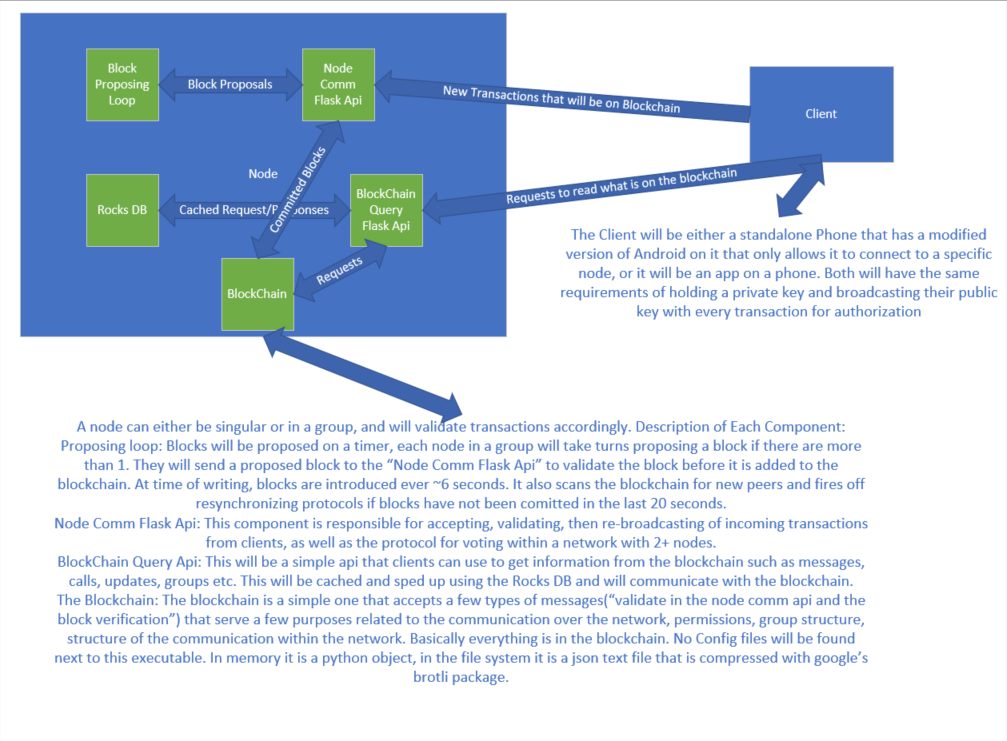 Block
Proposing
Loop
Block Proposals
Node
Comm
Flask Api
New Transactions that will be on Blockchain
Client
Node
Committed Blocks
Rocks DB
Cached Request/R
onses
BlockChain
Query
Flask Api
Requests to read what is on the blockchain
BlockChain
Requests
The Client will be either a standalone Phone that has a modified
version of Android on it that only allows it to connect to a specific
node, or it will be an app on a phone. Both will have the same
requirements of holding a private key and broadcasting their public
key with every transaction for authorization
A node can either be singular or in a group, and will validate transactions accordingly. Description of Each Component:
Proposing loop: Blocks will be proposed on a timer, each node in a group will take turns proposing a block if there are more
than 1. They will send a proposed block to the “Node Comm Flask Api” to validate the block before it is added to the
blockchain. At time of writing, blocks are introduced ever ~6 seconds. It also scans the blockchain for new peers and fires off
resynchronizing protocols if blocks have not been comitted in the last 20 seconds.
Node Comm Flask Api: This component is responsible for accepting, validating, then re-broadcasting of incoming transactions
from clients, as well as the protocol for voting within a network with 2+ nodes.
BlockChain Query Api: This will be a simple api that clients can use to get information from the blockchain such as messages,
calls, updates, groups etc. This will be cached and sped up using the Rocks DB and will communicate with the blockchain.
The Blockchain: The blockchain is a simple one that accepts a few types of messages(“validate in the node comm api and the
block verification”) that serve a few purposes related to the communication over the network, permissions, group structure,
structure of the communication within the network. Basically everything is in the blockchain. No Config files will be found
next to this executable. In memory it is a python object, in the file system it is a json text file that is compressed with google’s
brotli package.